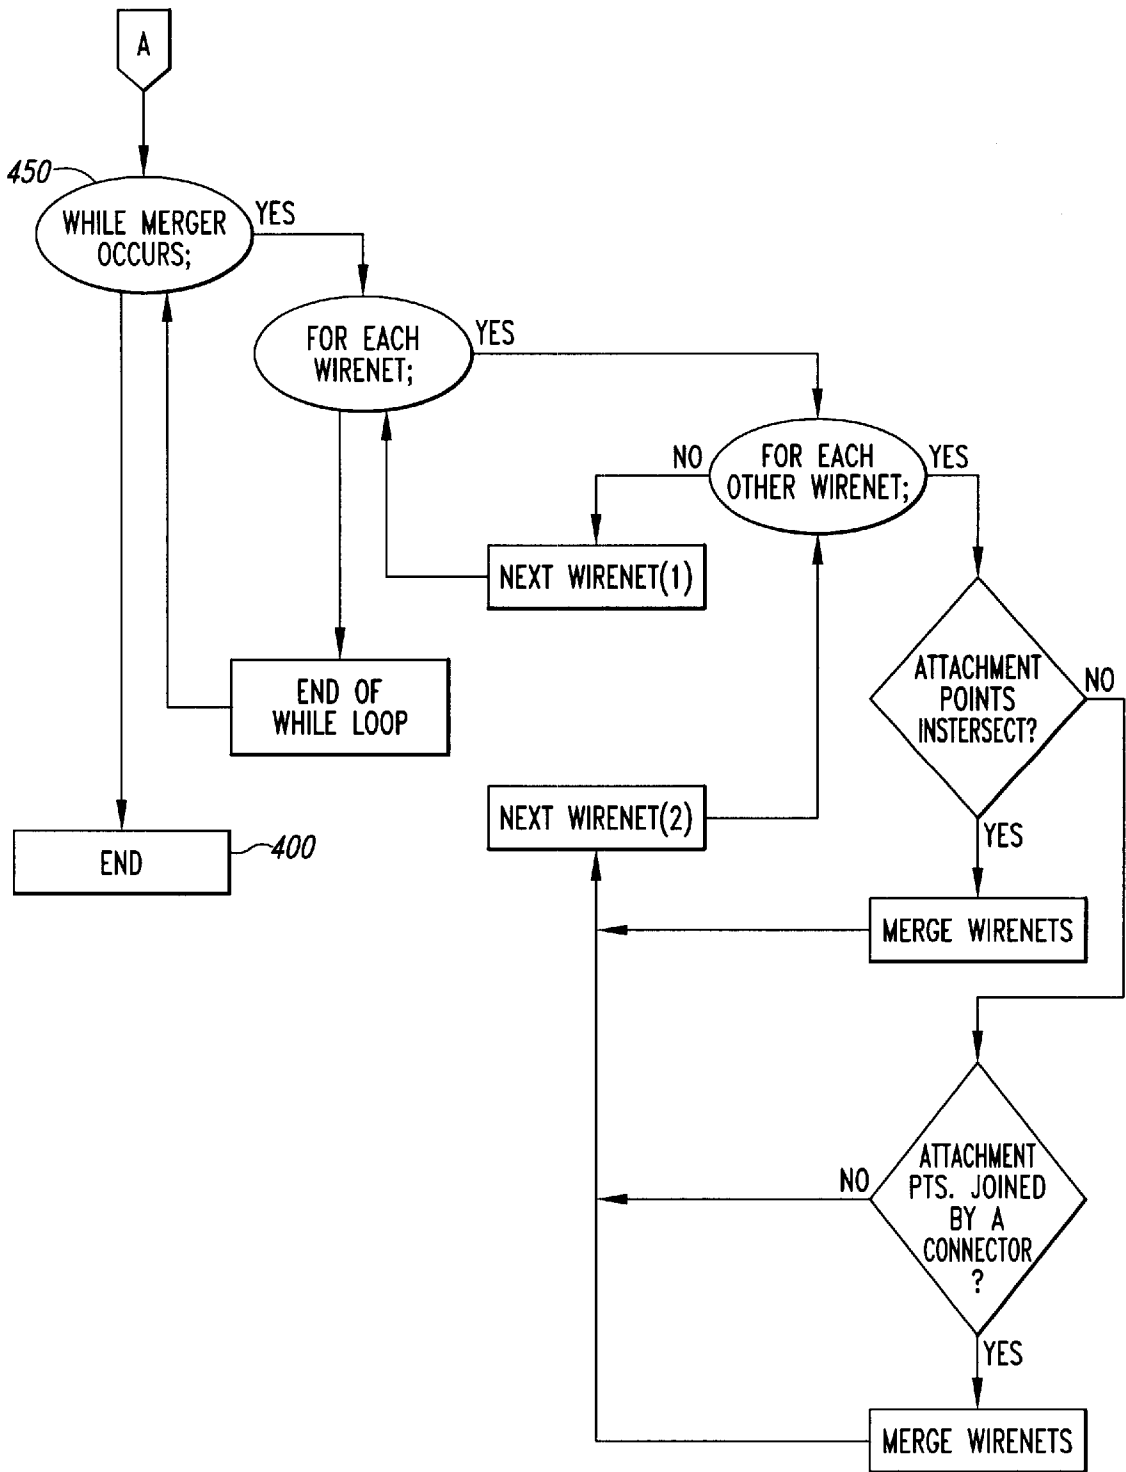 A
450
WHILE MERGER
OCCURS;
YES
FOR EACH
WIRENET;
YES
NO
FOR EACH
OTHER WIRENET;
YES
NEXT WIRENET(1)
ATTACHMENT
POINTS
INSTERSECT?
NO
END OF
WHILE LOOP
NEXT WIRENET(2)
YES
END
400
MERGE WIRENETS
ATTACHMENT
PTS. JOINED
BY A
CONNECTOR
?
NO
YES
MERGE WIRENETS